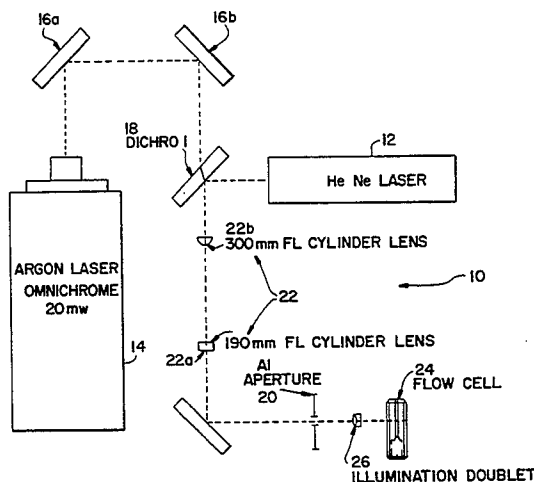 16a
16b
18
DICHRO 1
12
He Ne LASER
22b
300mm FL CYLINDER LENS
ARGON LASER
OMNICHROME
20mw
22
10
14
190mm FL CYLINDER LENS
22a
A1
APERTURE
20
24
FLOW CELL
26
ILLUMINATION DOUBLET